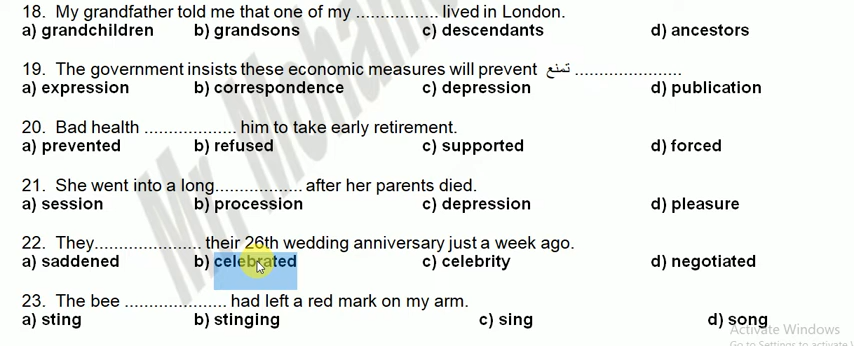 18. My grandfather told me that one of my .................. lived in London.
a) grandchildren b) grandsons c) descendants d) ancestors
19. The government insists these economic measures will prevent تمنع .......................
a) expression b) correspondence c) depression d) publication
20. Bad health .................... him to take early retirement.
a) prevented b) refused c) supported d) forced
21. She went into a long................... after her parents died.
a) session b) procession c) depression d) pleasure
22. They....................... their 26th wedding anniversary just a week ago.
a) saddened b) celebrated c) celebrity d) negotiated
23. The bee ...................... had left a red mark on my arm.
a) sting b) stinging c) sing d) song
Mr. Mohamed
Activate Windows